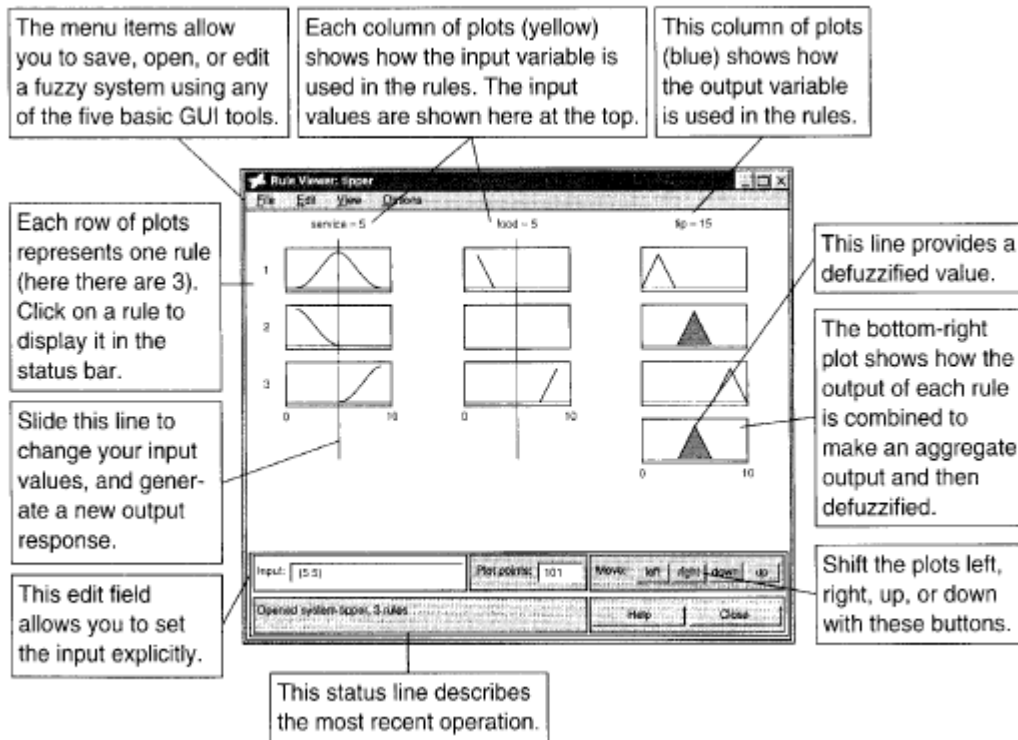 The menu items allow
you to save, open, or edit
a fuzzy system using any
of the five basic GUI tools.
Each column of plots (yellow)
shows how the input variable is
used in the rules. The input
values are shown here at the top.
This column of plots
(blue) shows how
the output variable
is used in the rules.
Rule Viewer: tipper
File Edit View Options
service = 5 food = 5 tip = 15
Each row of plots
represents one rule
(here there are 3).
Click on a rule to
display it in the
status bar.
1
2
3
0 10 0 10
0 10
This line provides a
defuzzified value.
The bottom-right
plot shows how the
output of each rule
is combined to
make an aggregate
output and then
defuzzified.
Slide this line to
change your input
values, and gener-
ate a new output
response.
Input: (5 5) Plot points: 101 Move: left right down up
Opened system tipper, 3 rules Help Close
This edit field
allows you to set
the input explicitly.
Shift the plots left,
right, up, or down
with these buttons.
This status line describes
the most recent operation.